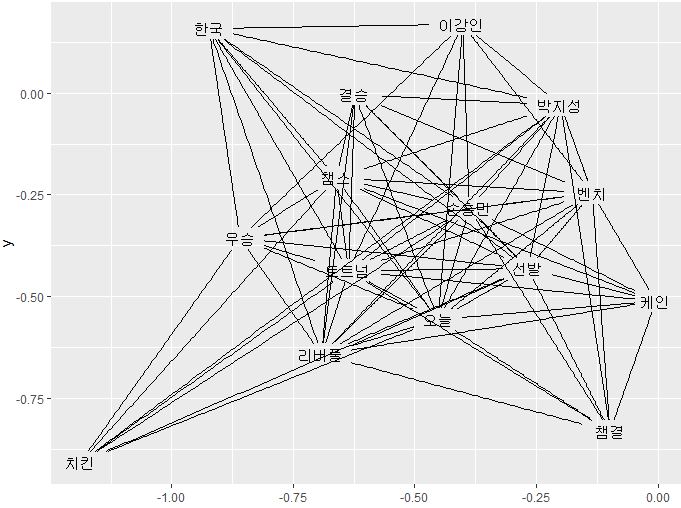 한국
이강인
0.00
결승
박지성
챔스
-0.25
벤치
손흥민
우승
y
토트넘
선발
-0.50
케인
오늘
리버풀
-0.75
챔결
치킨
-1.00
-0.75
-0.50
-0.25
0.00